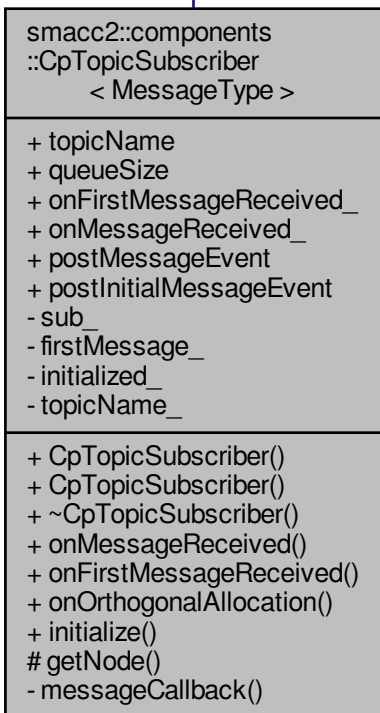 smacc2::components
::CpTopicSubscriber
< MessageType >
+ topicName
+ queueSize
+ onFirstMessageReceived_
+ onMessageReceived_
+ postMessageEvent
+ postInitialMessageEvent
- sub_
- firstMessage_
- initialized_
- topicName_
+ CpTopicSubscriber()
+ CpTopicSubscriber()
+ ~CpTopicSubscriber()
+ onMessageReceived()
+ onFirstMessageReceived()
+ onOrthogonalAllocation()
+ initialize()
# getNode()
- messageCallback()